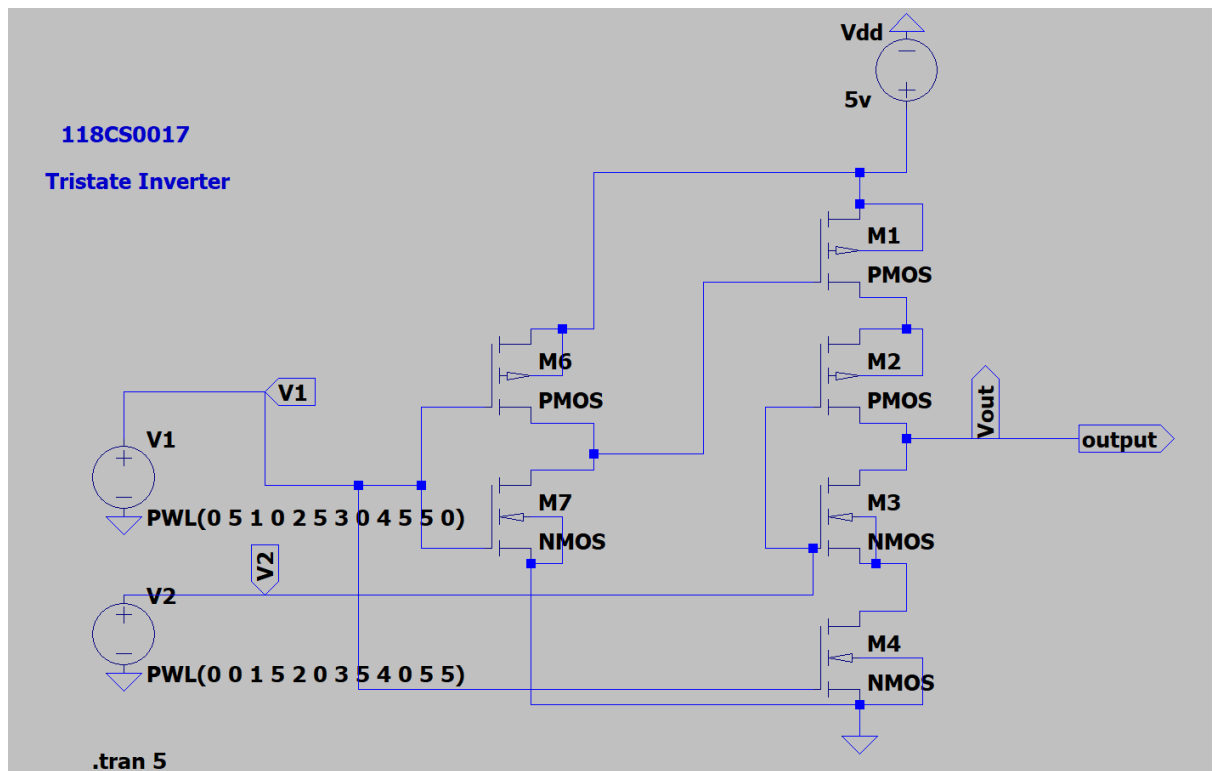 Vdd
5v
118CS0017
Tristate Inverter
M1
PMOS
M6
PMOS
M2
PMOS
V1
V1
Vout
output
M7
NMOS
M3
NMOS
PWL(0 5 1 0 2 5 3 0 4 5 5 0)
V2
V2
M4
NMOS
PWL(0 0 1 5 2 0 3 5 4 0 5 5)
.tran 5